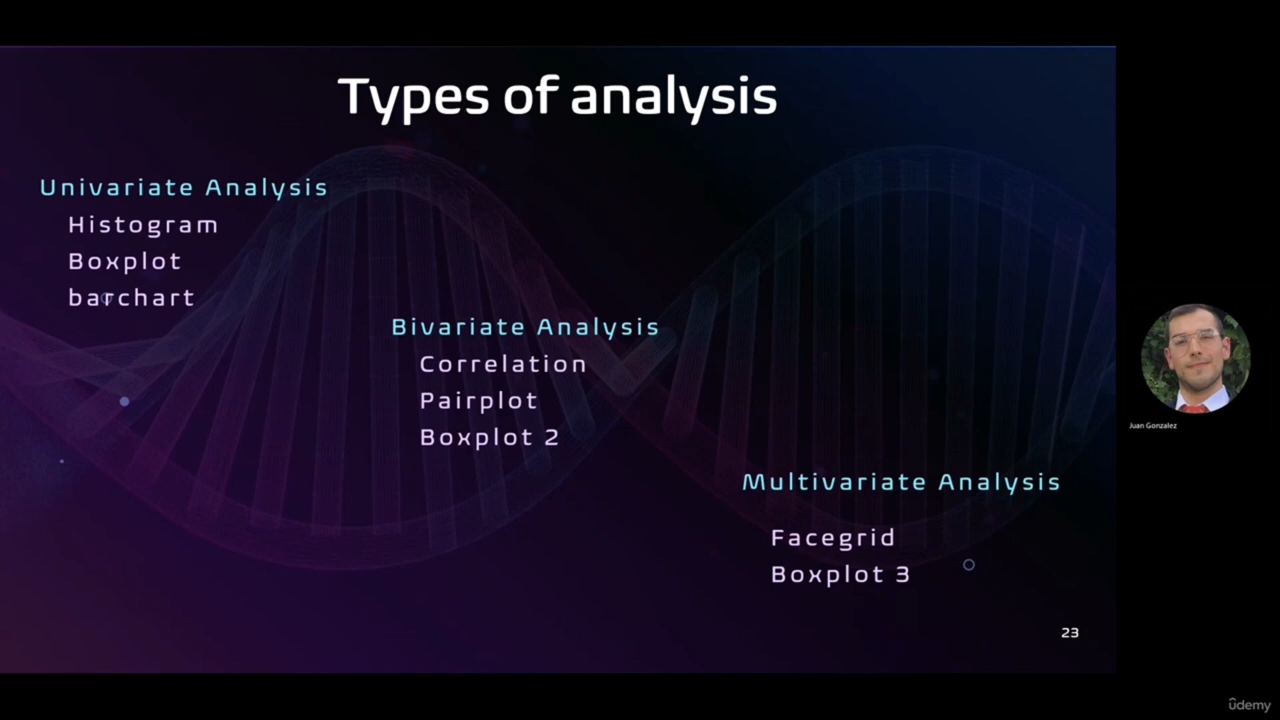 Types of analysis
Univariate Analysis
Histogram
Boxplot
barchart
Bivariate Analysis
Correlation
Pairplot
Boxplot 2
Multivariate Analysis
Facegrid
Boxplot 3
23
Juan Gonzalez
ûdemy